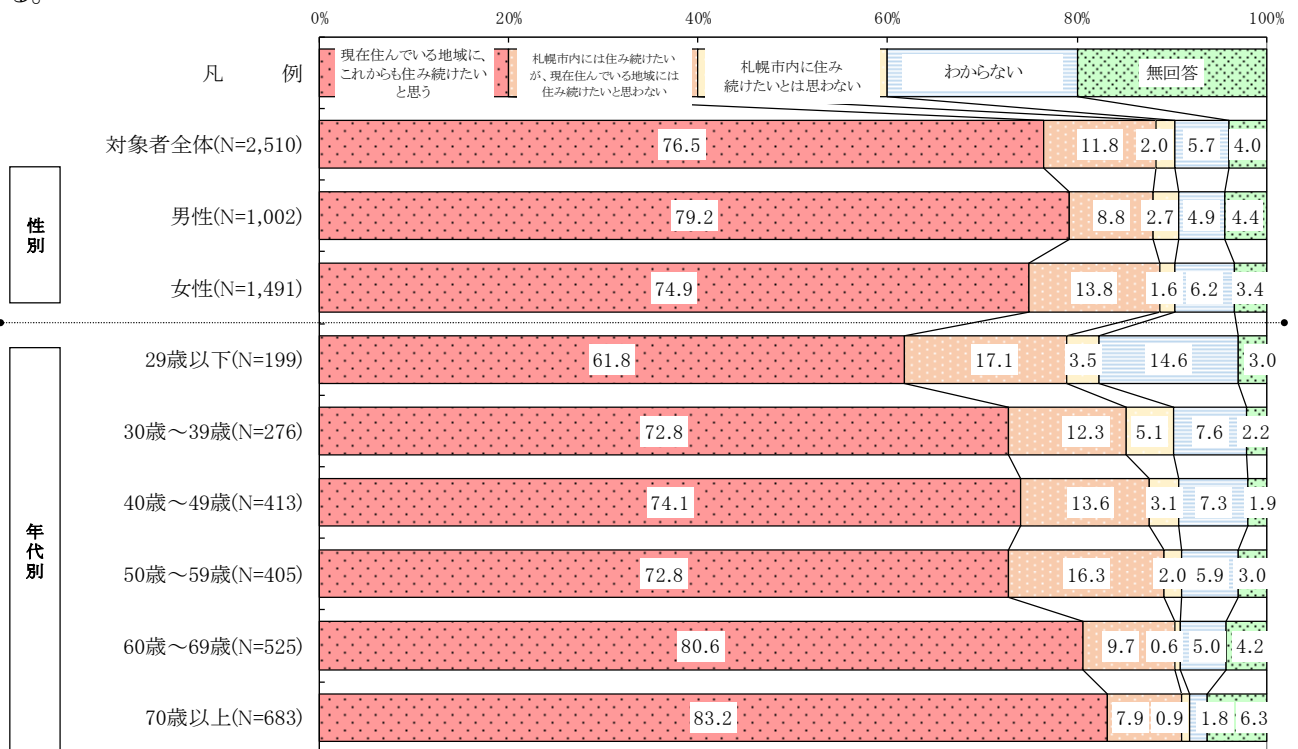 る。
0% 20% 40% 60% 80% 100%
凡 例
現在住んでいる地域に、
これからも住み続けたい
と思う
札幌市内には住み続けたい
が、現在住んでいる地域には
住み続けたいと思わない
札幌市内に住み
続けたいとは思わない
わからない
無回答
対象者全体(N=2,510) 76.5 11.8 2.0 5.7 4.0
性別
男性(N=1,002) 79.2 8.8 2.7 4.9 4.4
女性(N=1,491) 74.9 13.8 1.6 6.2 3.4
年代別
29歳以下(N=199) 61.8 17.1 3.5 14.6 3.0
30歳～39歳(N=276) 72.8 12.3 5.1 7.6 2.2
40歳～49歳(N=413) 74.1 13.6 3.1 7.3 1.9
50歳～59歳(N=405) 72.8 16.3 2.0 5.9 3.0
60歳～69歳(N=525) 80.6 9.7 0.6 5.0 4.2
70歳以上(N=683) 83.2 7.9 0.9 1.8 6.3